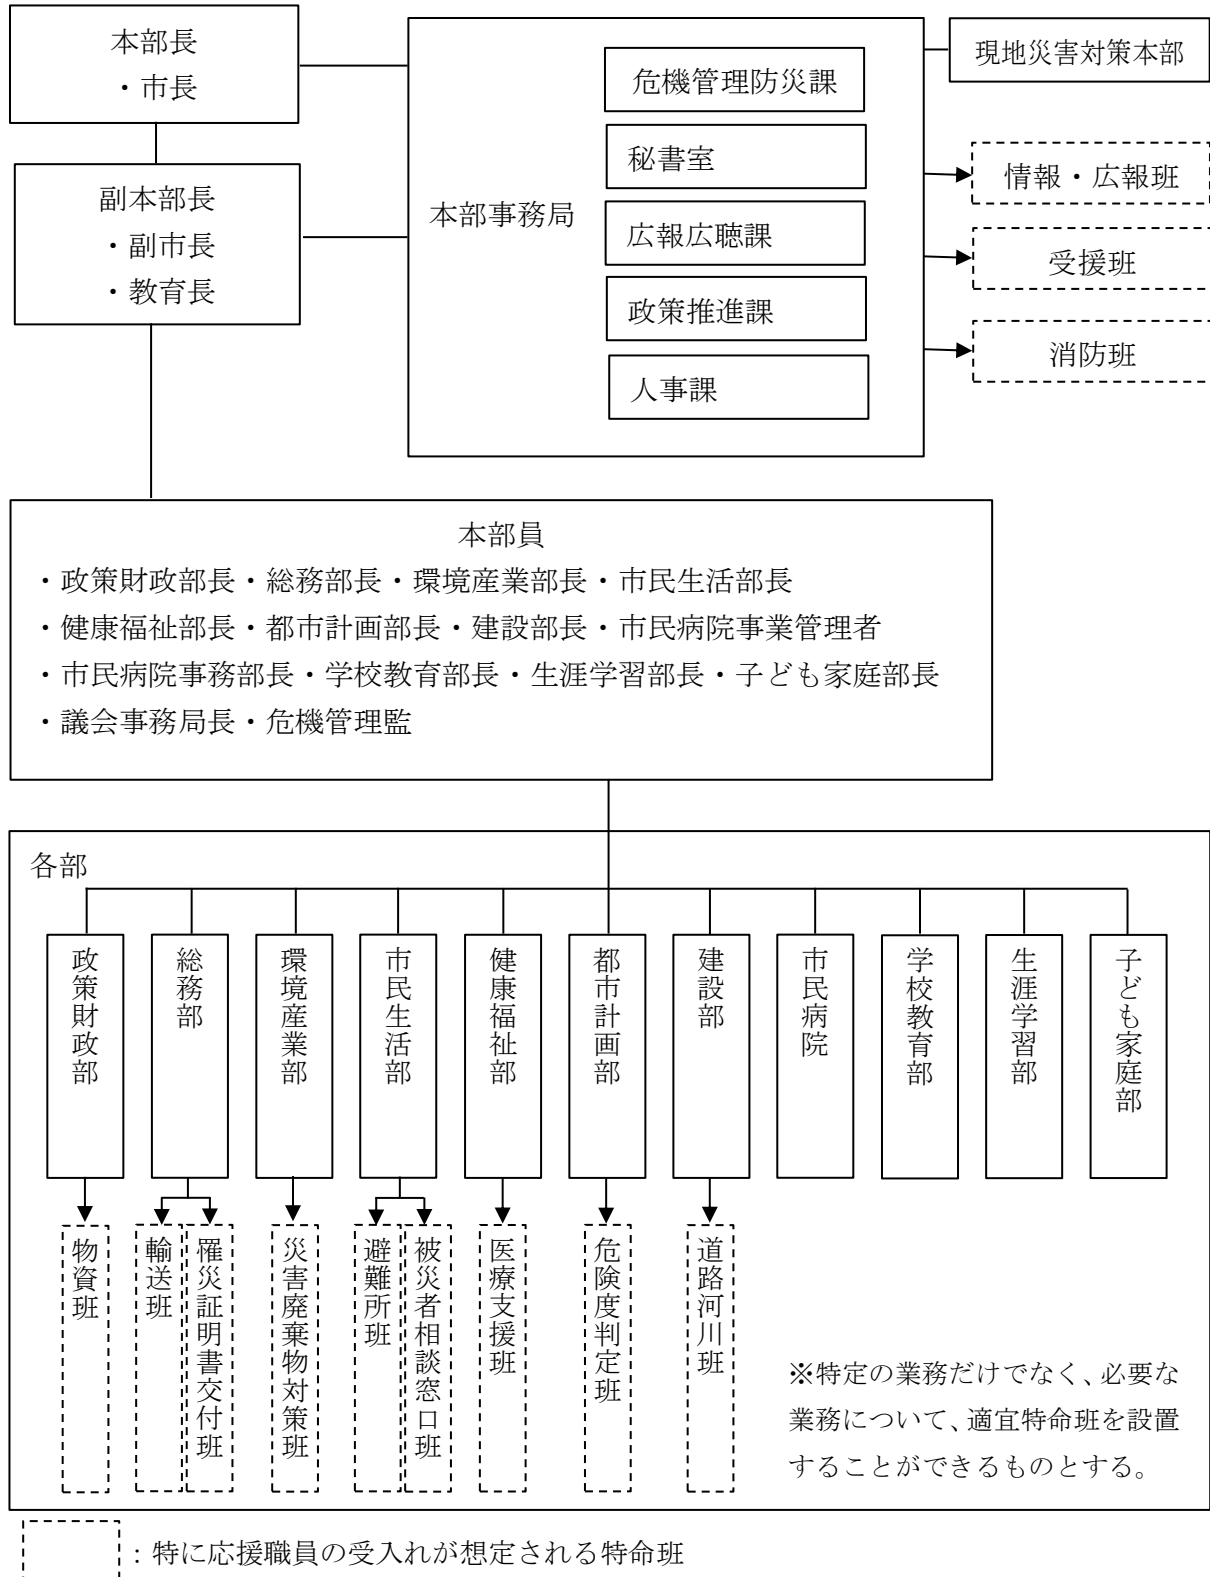 本部長
・市長
副本部長
・副市長
・教育長
本部事務局
危機管理防災課
秘書室
広報広聴課
政策推進課
人事課
現地災害対策本部
情報・広報班
受援班
消防班
本部員
・政策財政部長・総務部長・環境産業部長・市民生活部長
・健康福祉部長・都市計画部長・建設部長・市民病院事業管理者
・市民病院事務部長・学校教育部長・生涯学習部長・子ども家庭部長
・議会事務局長・危機管理監
各部
政策財政部
総務部
環境産業部
市民生活部
健康福祉部
都市計画部
建設部
市民病院
学校教育部
生涯学習部
子ども家庭部
物資班
輸送班
罹災証明書交付班
災害廃棄物対策班
避難所班
被災者相談窓口班
医療支援班
危険度判定班
道路河川班
※特定の業務だけでなく、必要な
業務について、適宜特命班を設置
することができるものとする。
：特に応援職員の受入れが想定される特命班